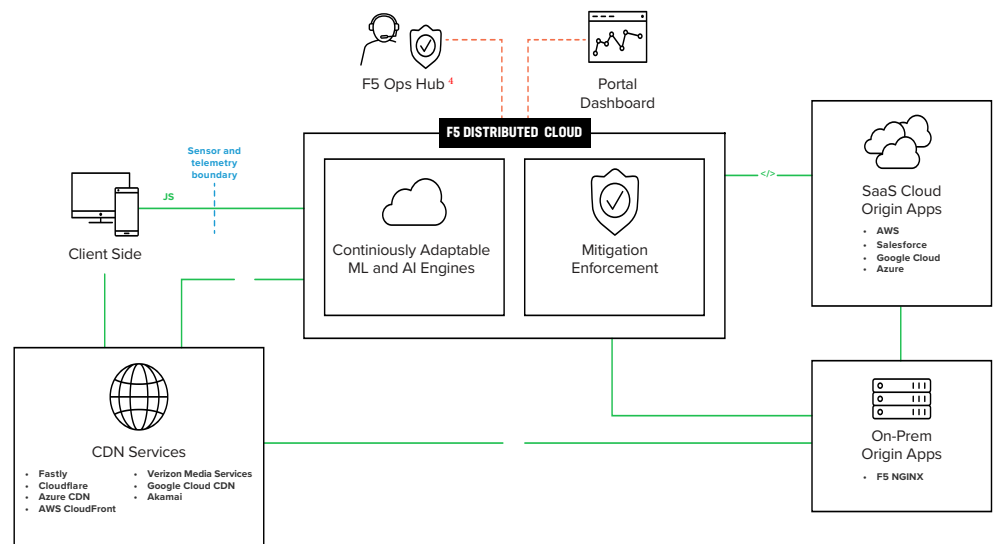 F5 Ops Hub 4
Portal
Dashboard
F5 DISTRIBUTED CLOUD
Sensor and
telemetry
boundary
JS
</>
Client Side
Continiously Adaptable
ML and AI Engines
Mitigation
Enforcement
SaaS Cloud
Origin Apps
• AWS
• Salesforce
• Google Cloud
• Azure
CDN Services
• Fastly
• Cloudflare
• Azure CDN
• AWS CloudFront
• Verizon Media Services
• Google Cloud CDN
• Akamai
On-Prem
Origin Apps
• F5 NGINX